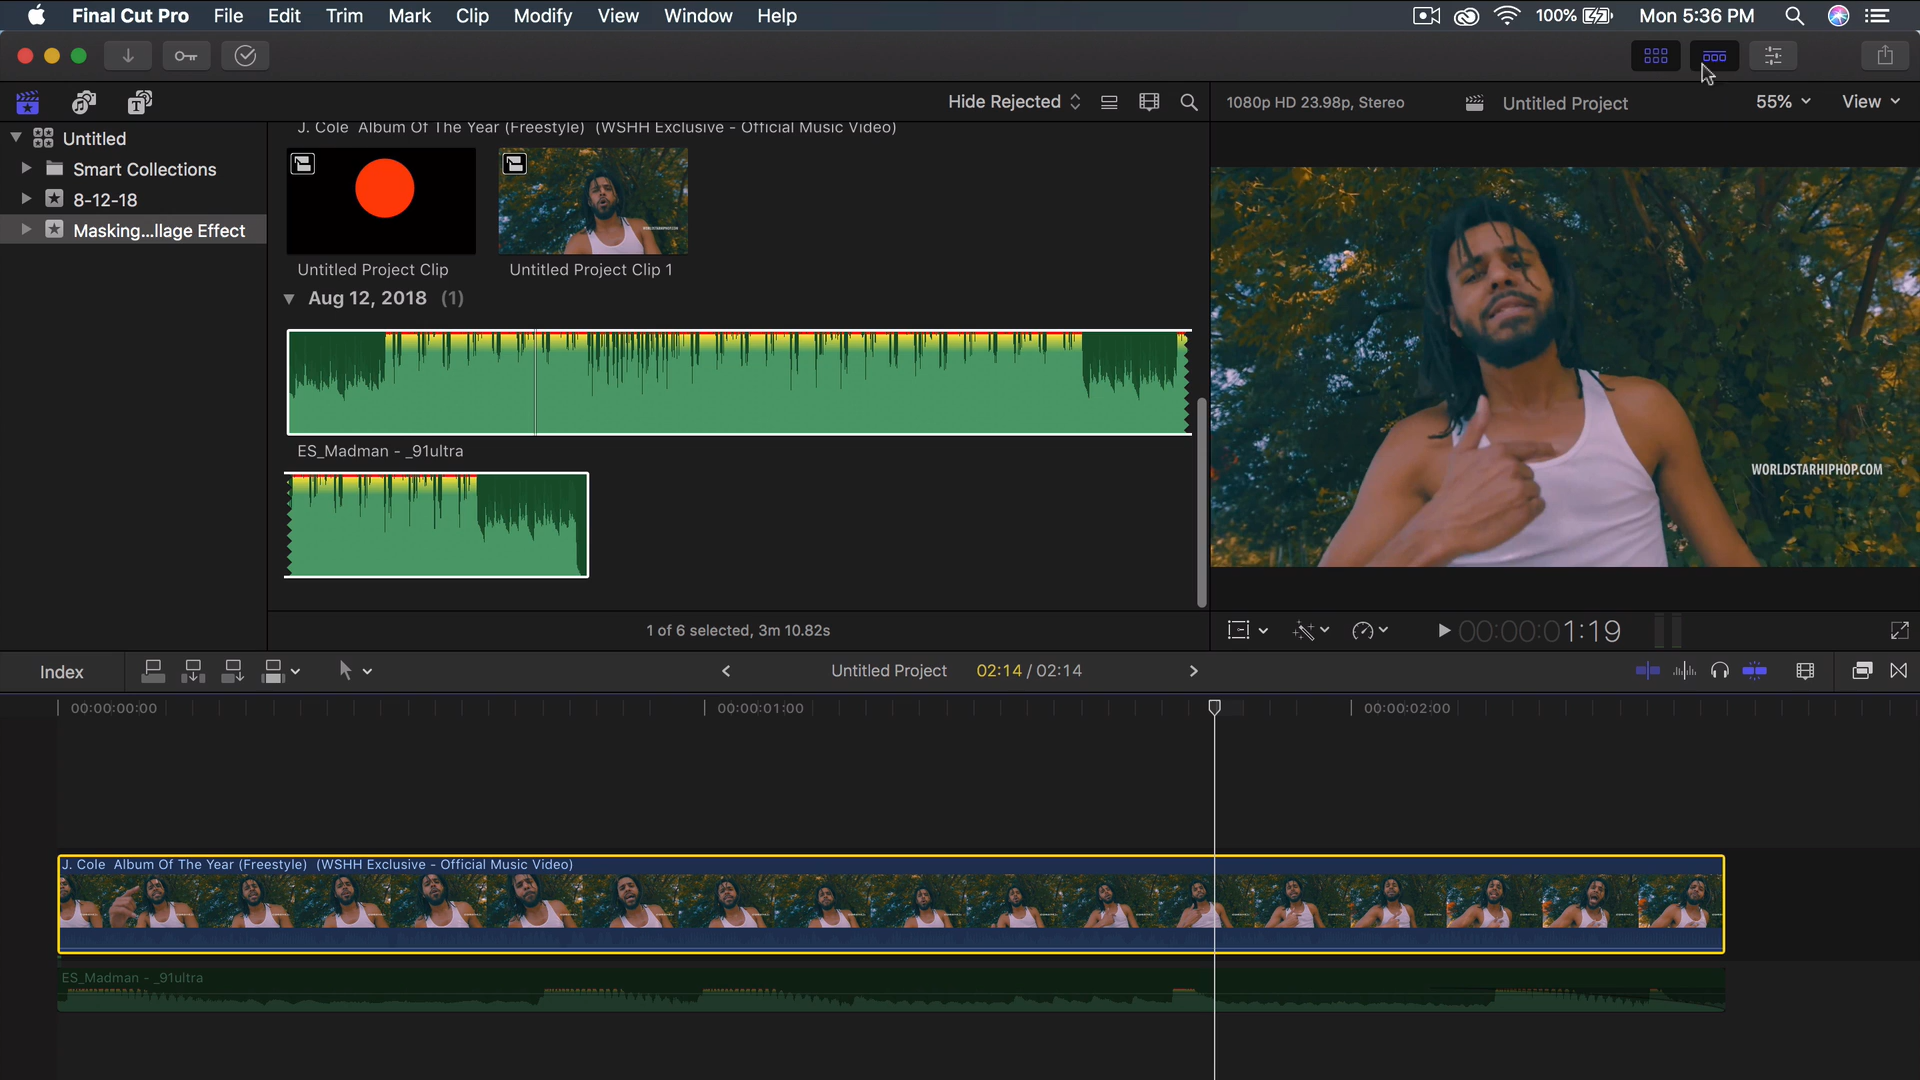 Final Cut Pro File Edit Trim Mark Clip Modify View Window Help 100% Mon 5:36 PM
Hide Rejected 1080p HD 23.98p, Stereo Untitled Project 55% View
Untitled
Smart Collections
8-12-18
Masking...llage Effect
J. Cole Album Of The Year (Freestyle) (WSHH Exclusive - Official Music Video)
Untitled Project Clip Untitled Project Clip 1
Aug 12, 2018 (1)
ES_Madman - _91ultra
WORLDSTARHIPHOP.COM
1 of 6 selected, 3m 10.82s
00:00:01:19
Index Untitled Project 02:14 / 02:14
00:00:00:00 00:00:01:00 00:00:02:00
J. Cole Album Of The Year (Freestyle) (WSHH Exclusive - Official Music Video)
ES_Madman - _91ultra